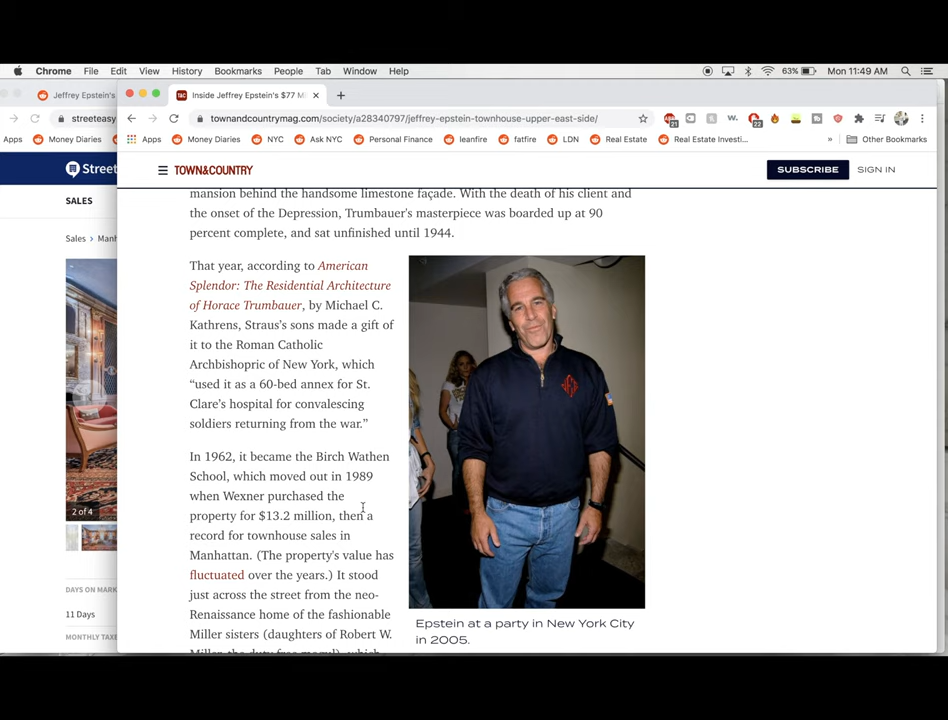 Chrome File Edit View History Bookmarks People Tab Window Help 63% Mon 11:49 AM
Jeffrey Epstein's Inside Jeffrey Epstein's $77 M
streeteasy townandcountrymag.com/society/a28340797/jeffrey-epstein-townhouse-upper-east-side/ 21 22
Apps Money Diaries Apps Money Diaries NYC Ask NYC Personal Finance leanfire fatfire LDN Real Estate Real Estate Investi... » Other Bookmarks
Street
TOWN&COUNTRY SUBSCRIBE SIGN IN
SALES
Sales > Manh
2 of 4
DAYS ON MARK
11 Days
MONTHLY TAXE
mansion behind the handsome limestone façade. With the death of his client and
the onset of the Depression, Trumbauer's masterpiece was boarded up at 90
percent complete, and sat unfinished until 1944.
That year, according to American
Splendor: The Residential Architecture
of Horace Trumbauer, by Michael C.
Kathrens, Straus's sons made a gift of
it to the Roman Catholic
Archbishopric of New York, which
“used it as a 60-bed annex for St.
Clare's hospital for convalescing
soldiers returning from the war.”
In 1962, it became the Birch Wathen
School, which moved out in 1989
when Wexner purchased the
property for $13.2 million, then a
record for townhouse sales in
Manhattan. (The property's value has
fluctuated over the years.) It stood
just across the street from the neo-
Renaissance home of the fashionable
Miller sisters (daughters of Robert W.
Miller, the duty free mogul), which
Epstein at a party in New York City
in 2005.